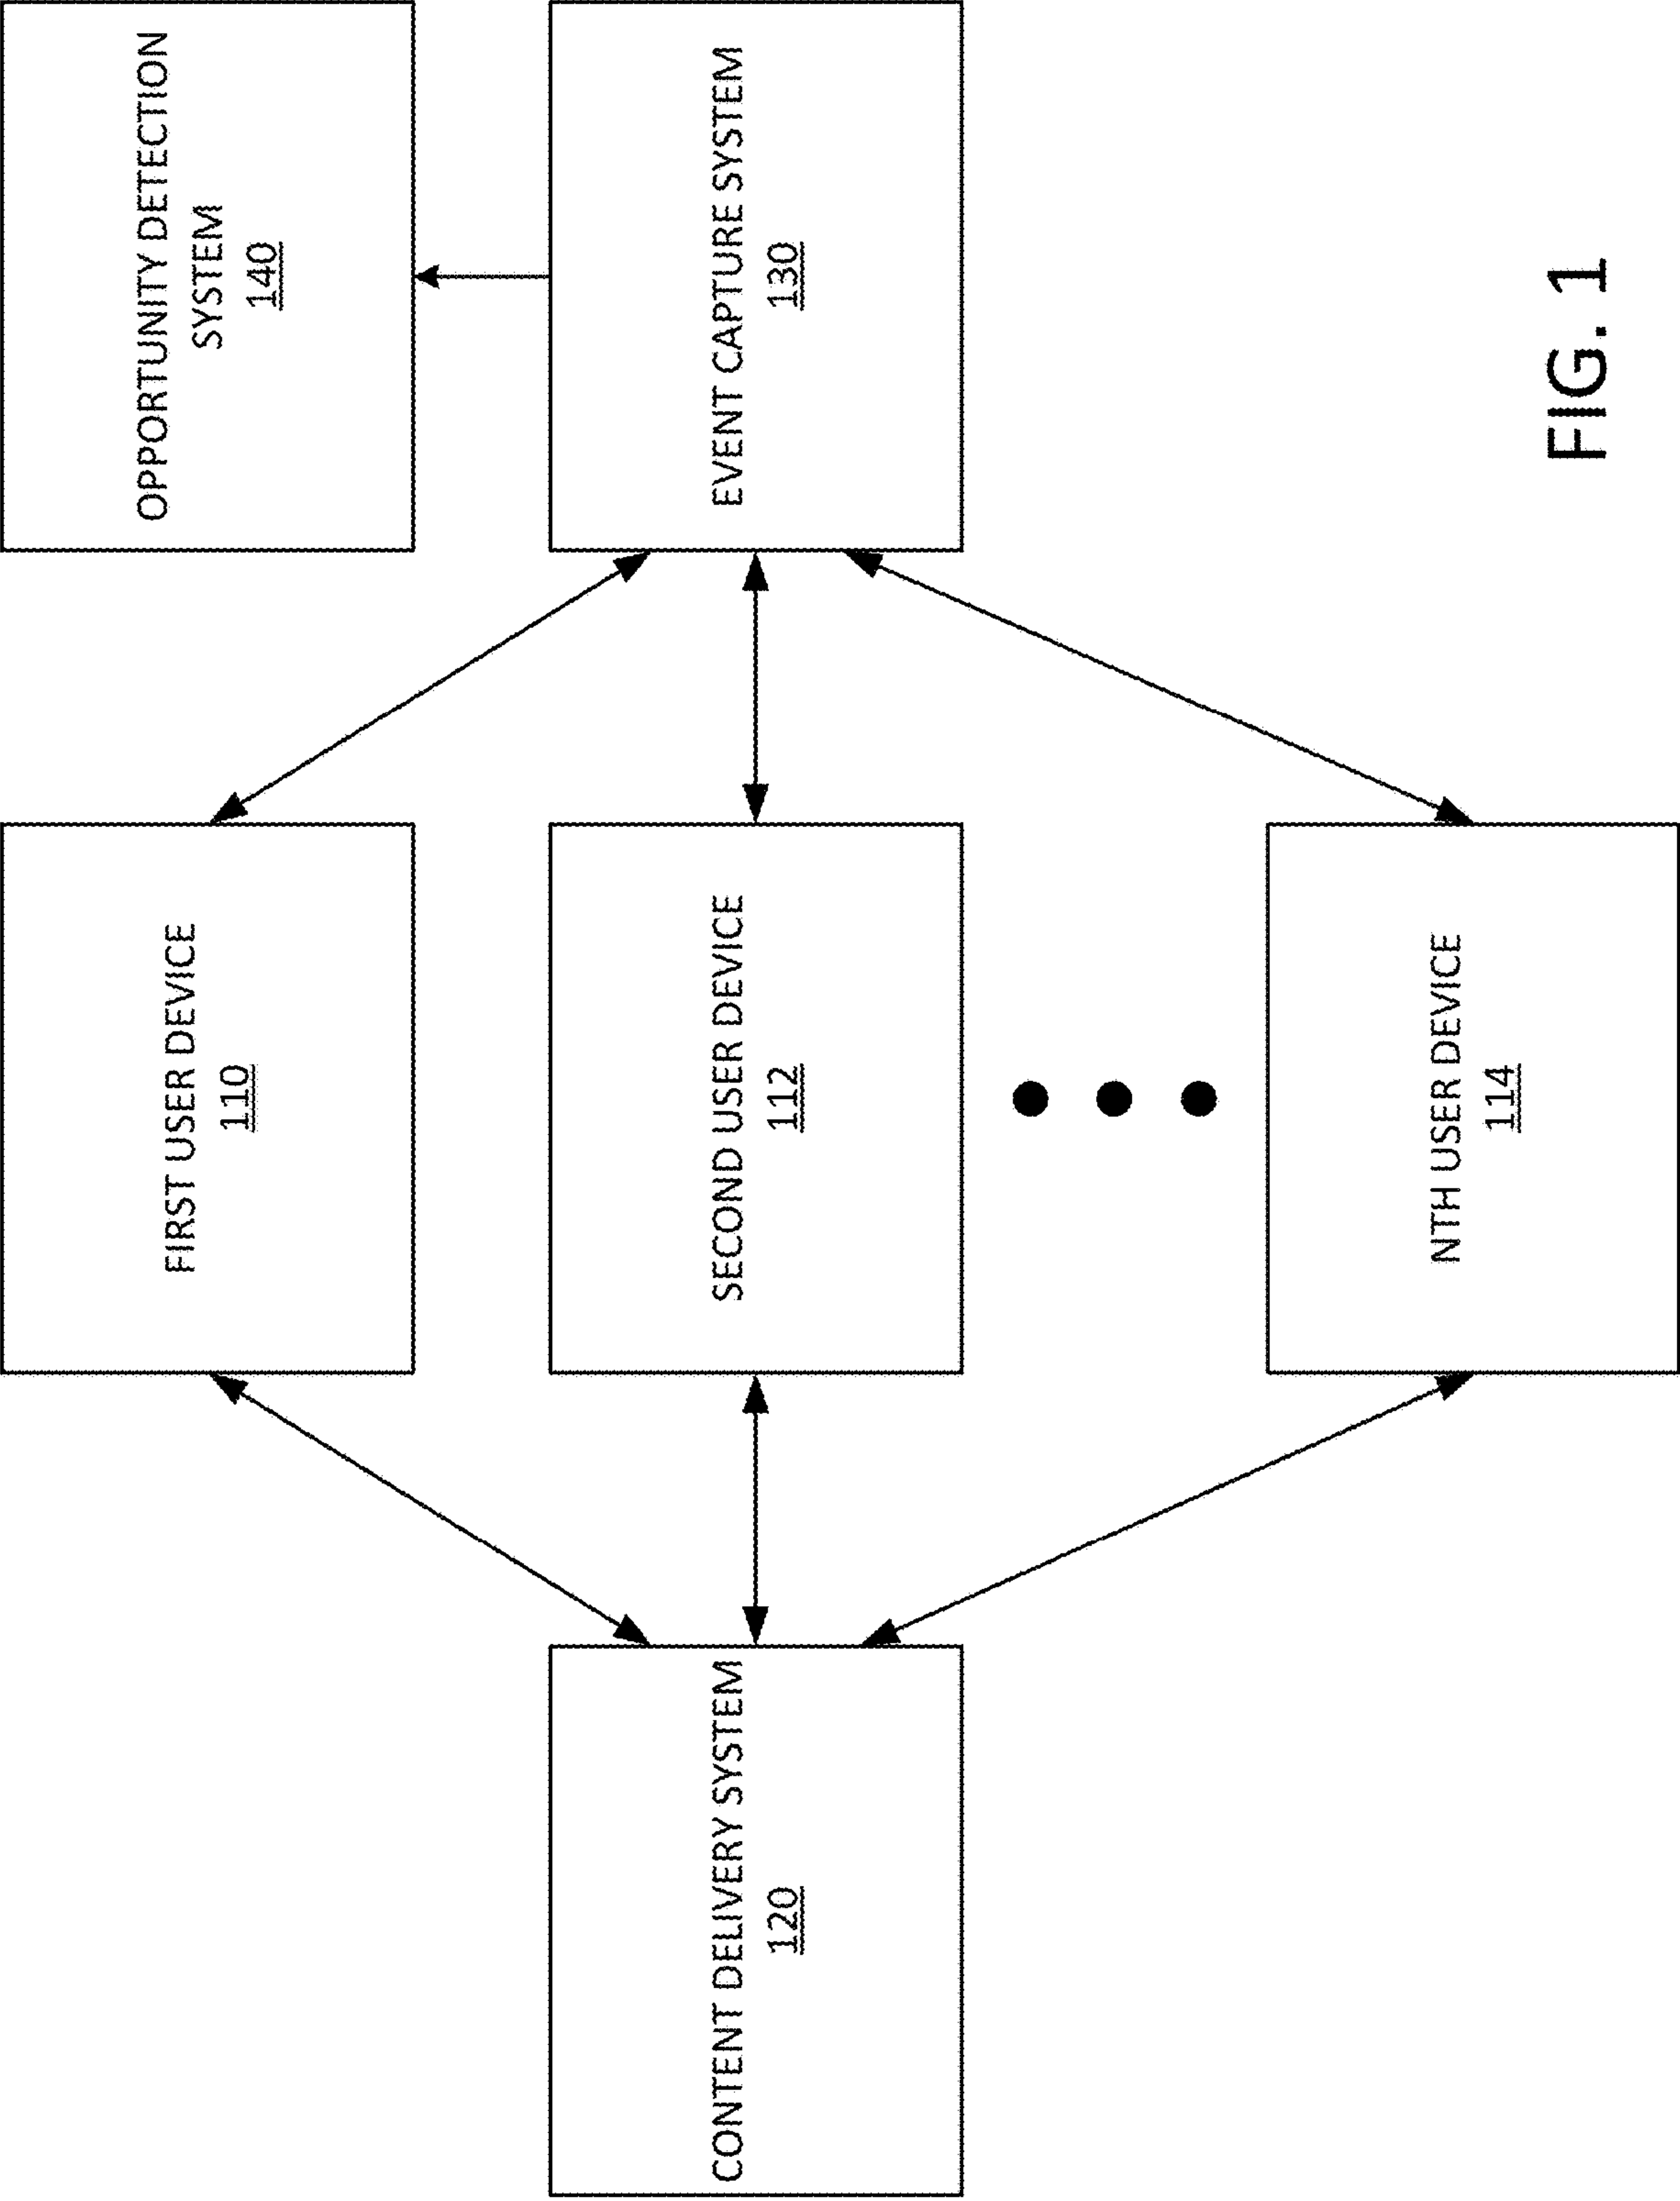 OPPORTUNITY DETECTION
SYSTEM
140
FIRST USER DEVICE
110
CONTENT DELIVERY SYSTEM
120
SECOND USER DEVICE
112
EVENT CAPTURE SYSTEM
130
NTH USER DEVICE
114
FIG. 1